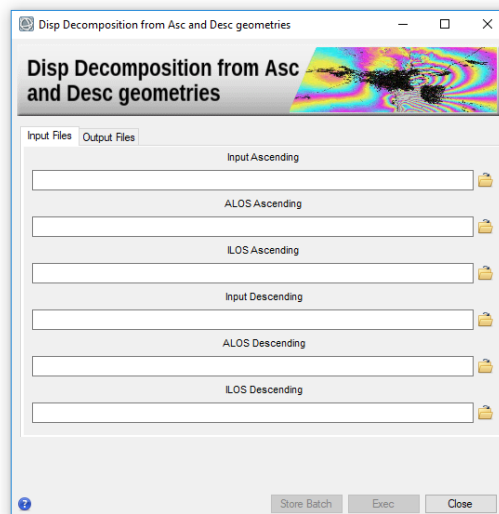 Disp Decomposition from Asc and Desc geometries
Disp Decomposition from Asc
and Desc geometries
Input Files
Output Files
Input Ascending
ALOS Ascending
ILOS Ascending
Input Descending
ALOS Descending
ILOS Descending
?
Store Batch
Exec
Close